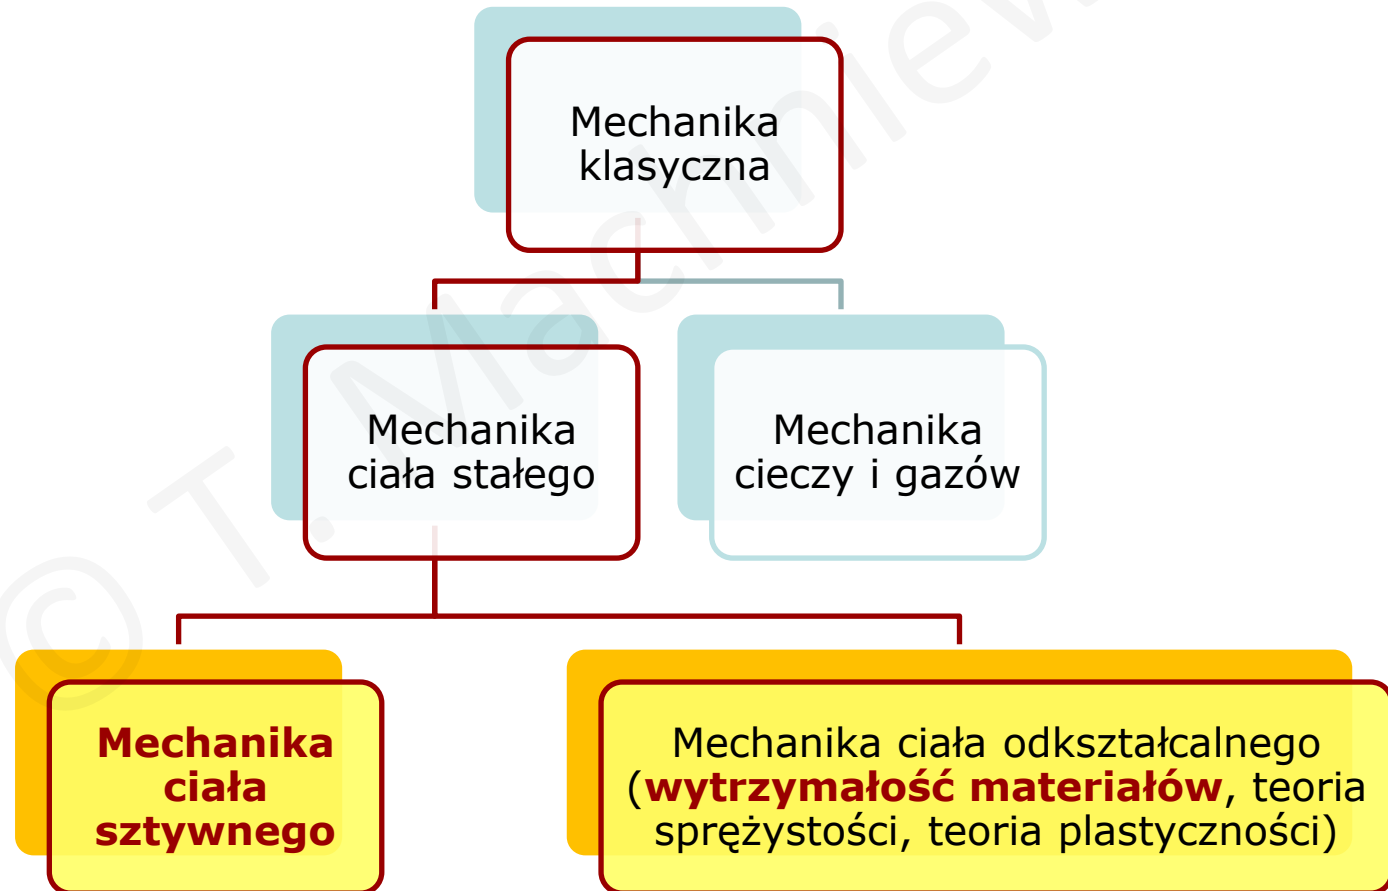 Mechanika
klasyczna
Mechanika
ciała stałego
Mechanika
cieczy i gazów
Mechanika
ciała
sztywnego
Mechanika ciała odkształcalnego
(wytrzymałość materiałów, teoria
sprężystości, teoria plastyczności)
© T.